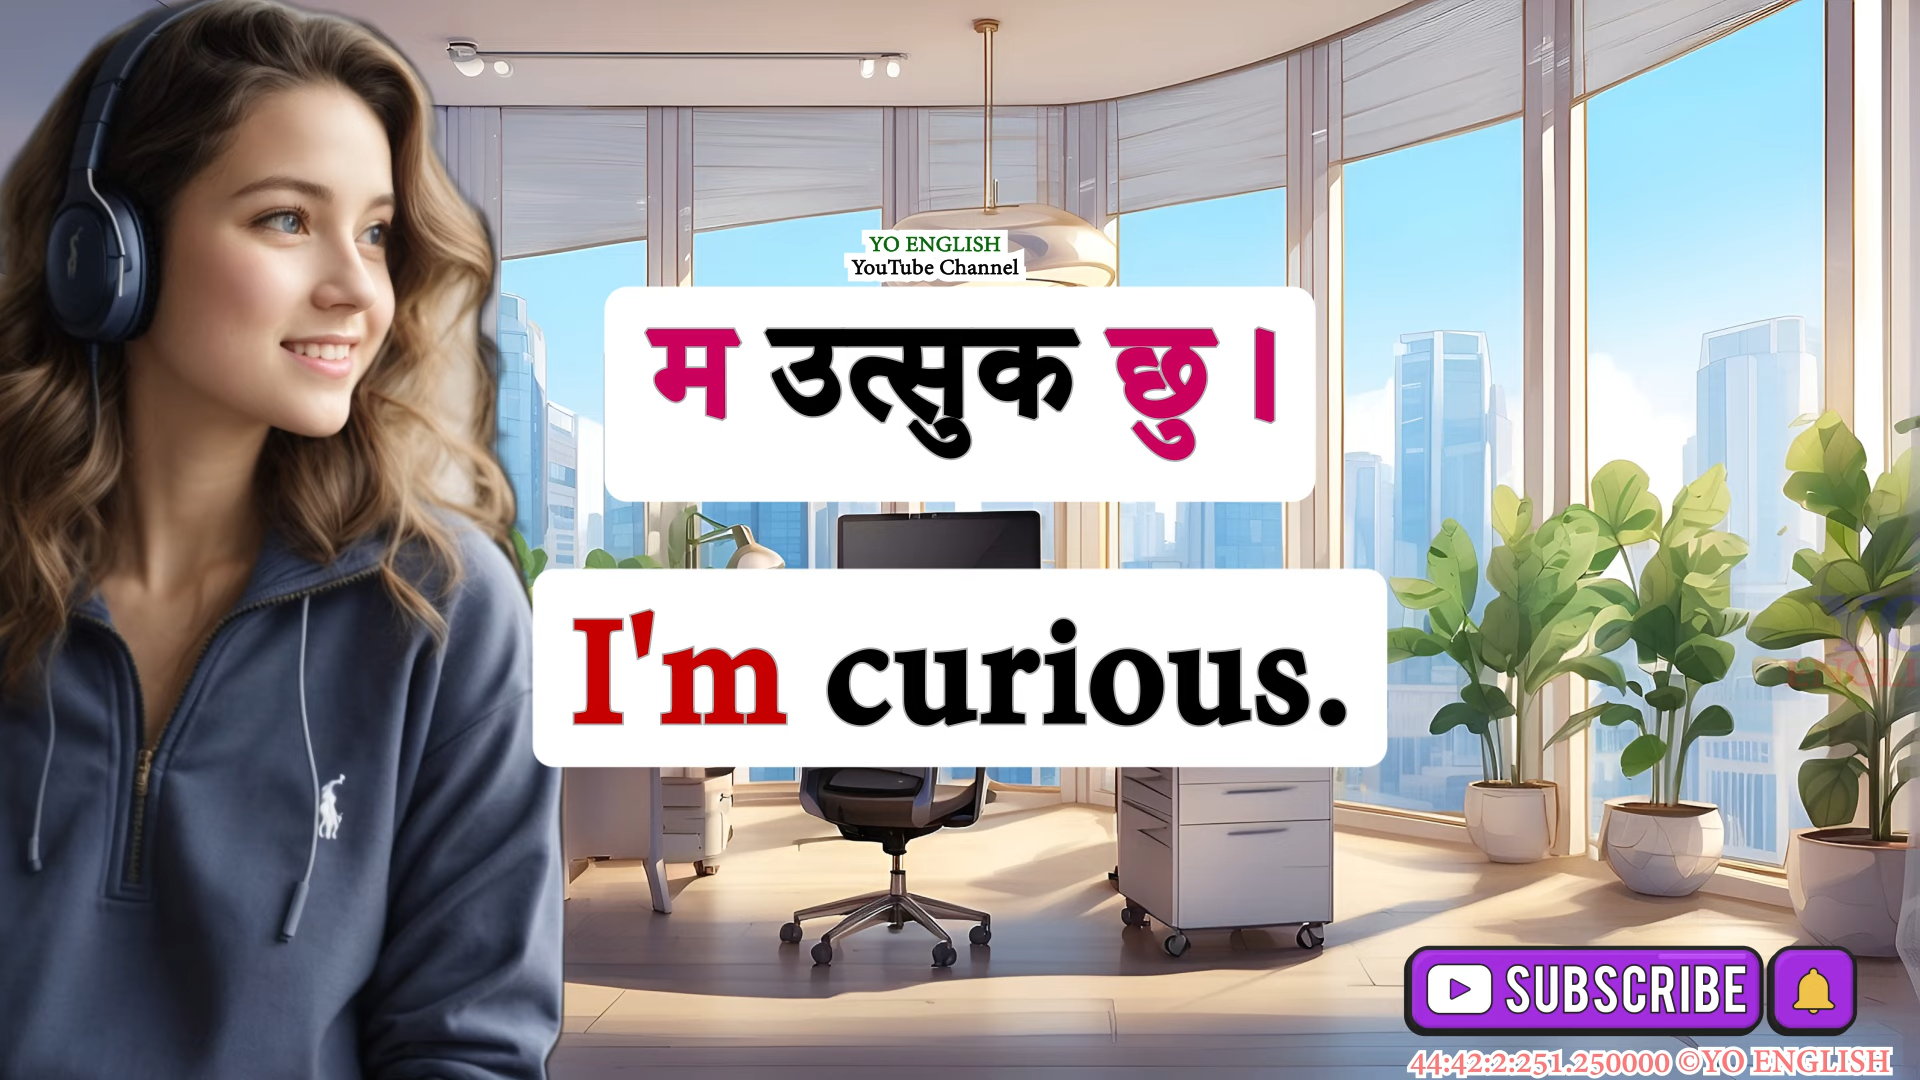 YO ENGLISH
YouTube Channel
म उत्सुक छु।
I'm curious.
SUBSCRIBE
44:42:2:251.250000 ©YO ENGLISH